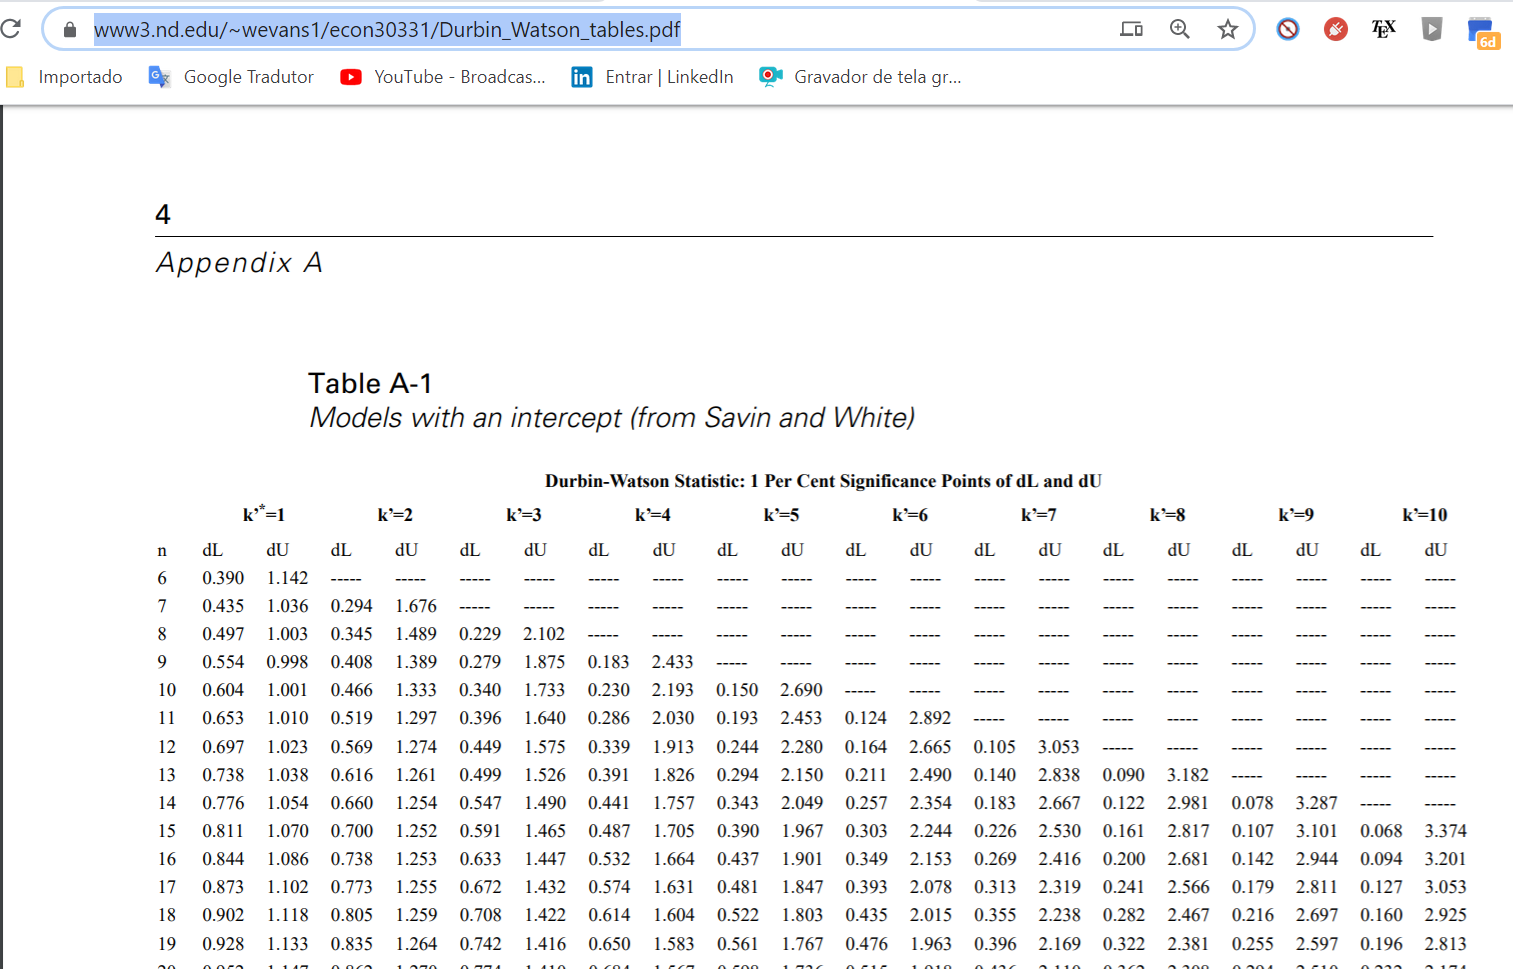 www3.nd.edu/~wevans1/econ30331/Durbin_Watson_tables.pdf
TEX
6d
Importado Google Tradutor YouTube - Broadcas... in Entrar | LinkedIn Gravador de tela gr...
4
Appendix A
Table A-1
Models with an intercept (from Savin and White)
Durbin-Watson Statistic: 1 Per Cent Significance Points of dL and dU
k’*=1 k’=2 k’=3 k’=4 k’=5 k’=6 k’=7 k’=8 k’=9 k’=10
n dL dU dL dU dL dU dL dU dL dU dL dU dL dU dL dU dL dU dL dU
6 0.390 1.142 ----- ----- ----- ----- ----- ----- ----- ----- ----- ----- ----- ----- ----- ----- ----- ----- ----- -----
7 0.435 1.036 0.294 1.676 ----- ----- ----- ----- ----- ----- ----- ----- ----- ----- ----- ----- ----- ----- ----- -----
8 0.497 1.003 0.345 1.489 0.229 2.102 ----- ----- ----- ----- ----- ----- ----- ----- ----- ----- ----- ----- ----- -----
9 0.554 0.998 0.408 1.389 0.279 1.875 0.183 2.433 ----- ----- ----- ----- ----- ----- ----- ----- ----- ----- ----- -----
10 0.604 1.001 0.466 1.333 0.340 1.733 0.230 2.193 0.150 2.690 ----- ----- ----- ----- ----- ----- ----- ----- ----- -----
11 0.653 1.010 0.519 1.297 0.396 1.640 0.286 2.030 0.193 2.453 0.124 2.892 ----- ----- ----- ----- ----- ----- ----- -----
12 0.697 1.023 0.569 1.274 0.449 1.575 0.339 1.913 0.244 2.280 0.164 2.665 0.105 3.053 ----- ----- ----- ----- ----- -----
13 0.738 1.038 0.616 1.261 0.499 1.526 0.391 1.826 0.294 2.150 0.211 2.490 0.140 2.838 0.090 3.182 ----- ----- ----- -----
14 0.776 1.054 0.660 1.254 0.547 1.490 0.441 1.757 0.343 2.049 0.257 2.354 0.183 2.667 0.122 2.981 0.078 3.287 ----- -----
15 0.811 1.070 0.700 1.252 0.591 1.465 0.487 1.705 0.390 1.967 0.303 2.244 0.226 2.530 0.161 2.817 0.107 3.101 0.068 3.374
16 0.844 1.086 0.738 1.253 0.633 1.447 0.532 1.664 0.437 1.901 0.349 2.153 0.269 2.416 0.200 2.681 0.142 2.944 0.094 3.201
17 0.873 1.102 0.773 1.255 0.672 1.432 0.574 1.631 0.481 1.847 0.393 2.078 0.313 2.319 0.241 2.566 0.179 2.811 0.127 3.053
18 0.902 1.118 0.805 1.259 0.708 1.422 0.614 1.604 0.522 1.803 0.435 2.015 0.355 2.238 0.282 2.467 0.216 2.697 0.160 2.925
19 0.928 1.133 0.835 1.264 0.742 1.416 0.650 1.583 0.561 1.767 0.476 1.963 0.396 2.169 0.322 2.381 0.255 2.597 0.196 2.813